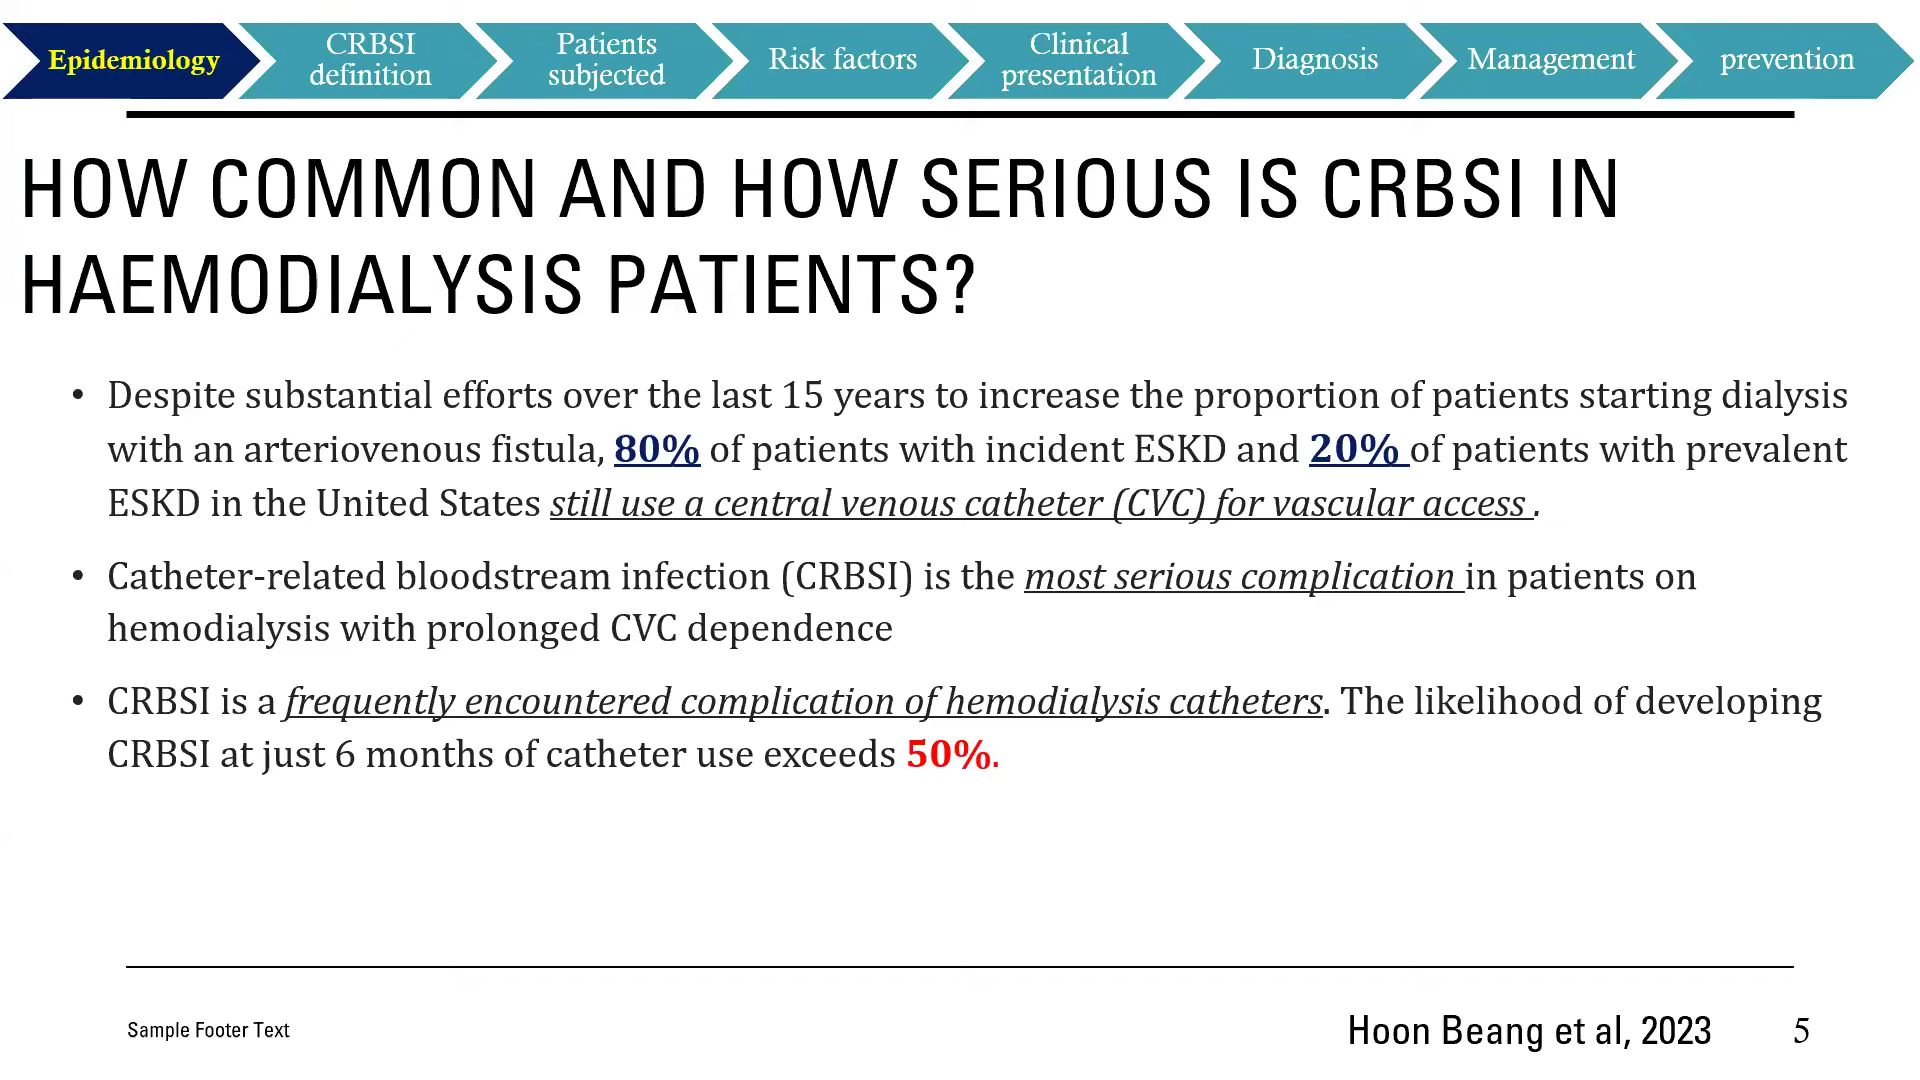 Epidemiology
CRBSI
definition
Patients
subjected
Risk factors
Clinical
presentation
Diagnosis
Management
prevention
HOW COMMON AND HOW SERIOUS IS CRBSI IN
HAEMODIALYSIS PATIENTS?
• Despite substantial efforts over the last 15 years to increase the proportion of patients starting dialysis
with an arteriovenous fistula, 80% of patients with incident ESKD and 20% of patients with prevalent
ESKD in the United States still use a central venous catheter (CVC) for vascular access .
• Catheter-related bloodstream infection (CRBSI) is the most serious complication in patients on
hemodialysis with prolonged CVC dependence
• CRBSI is a frequently encountered complication of hemodialysis catheters. The likelihood of developing
CRBSI at just 6 months of catheter use exceeds 50%.
Sample Footer Text
Hoon Beang et al, 2023
5